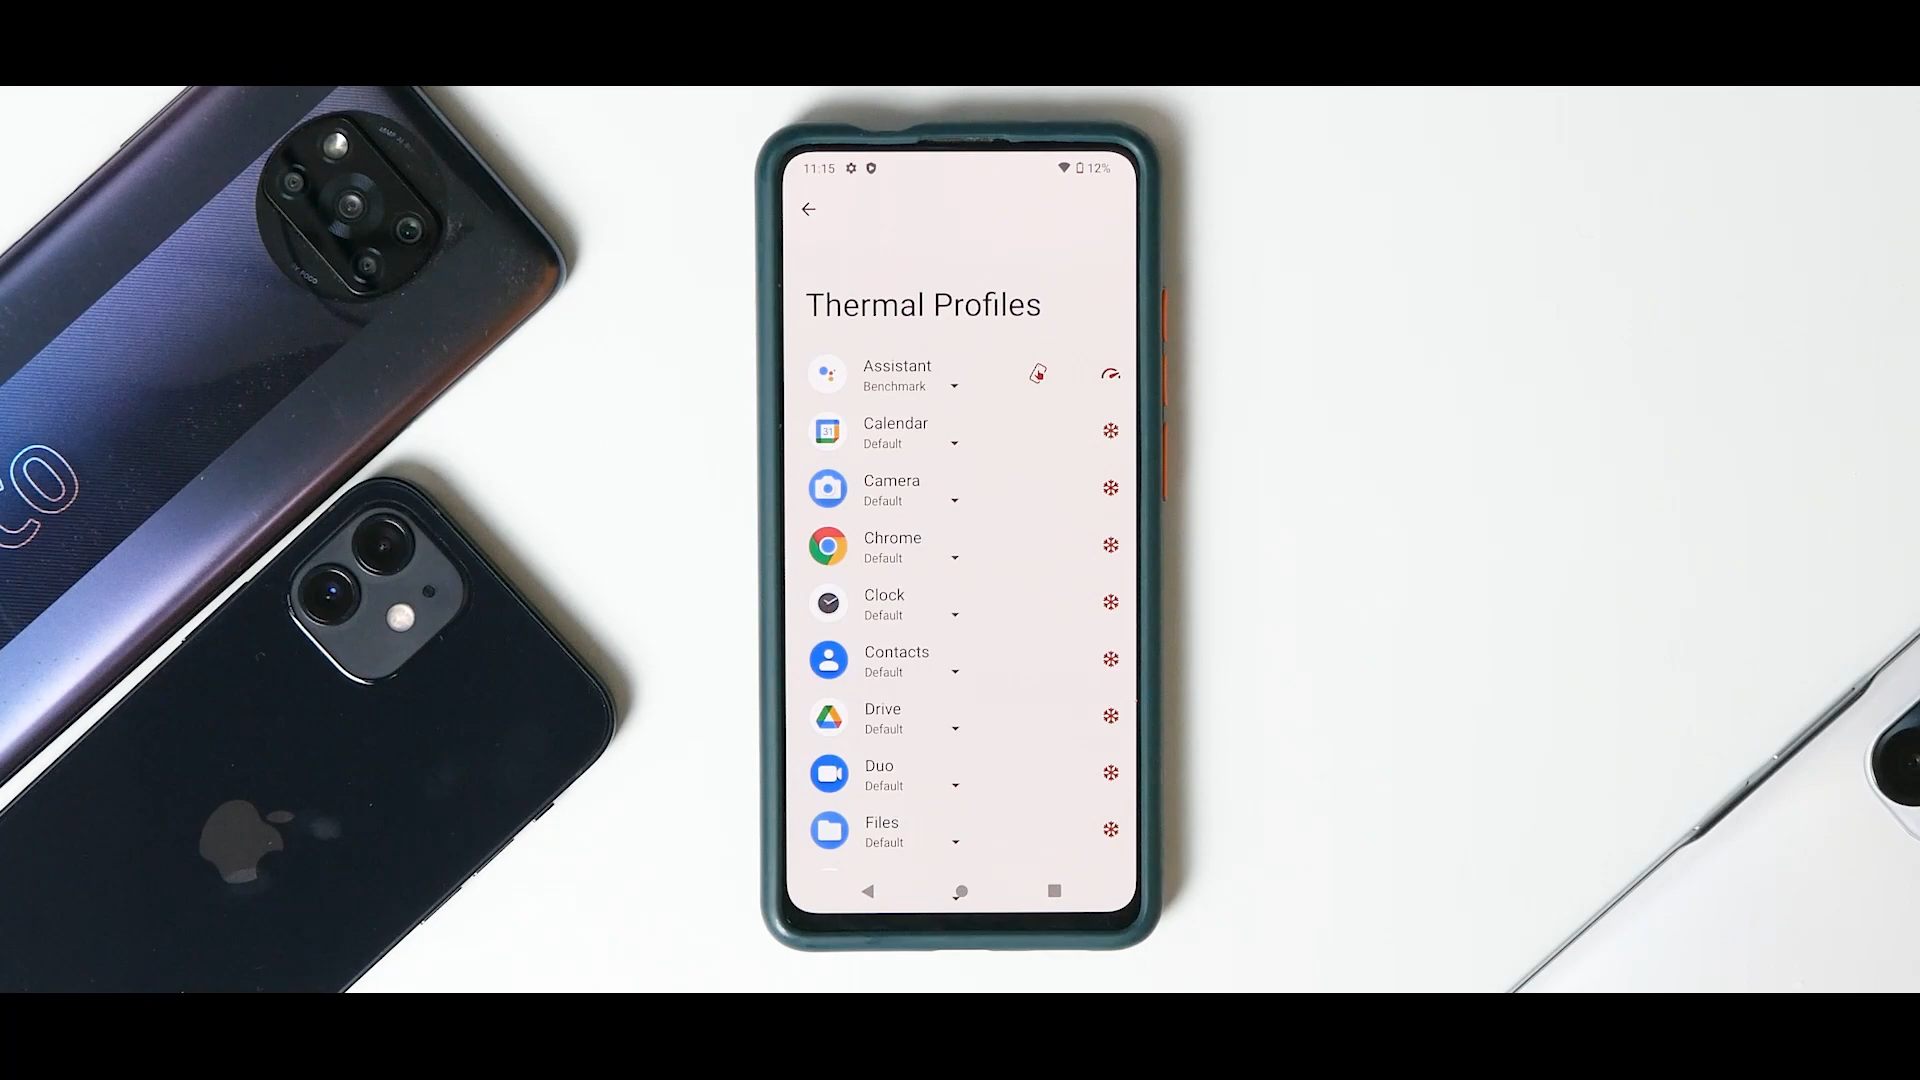 11:15
12%
Thermal Profiles
Assistant
Benchmark
Calendar
31
Default
Camera
Default
Chrome
Default
Clock
Default
Contacts
Default
Drive
Default
Duo
Default
Files
Default